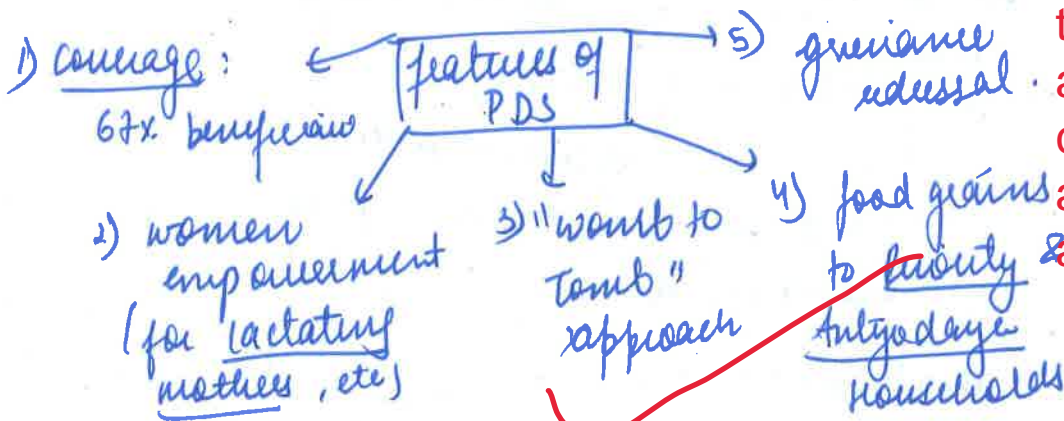 features of
PDS
1) coverage :
67%. beneficiaries
2) women
empowerment
(for lactating
mothers, etc)
3) "womb to
Tomb"
approach
4) food grains
to priority &
Antyodaya
Households
5) grievance
redressal.